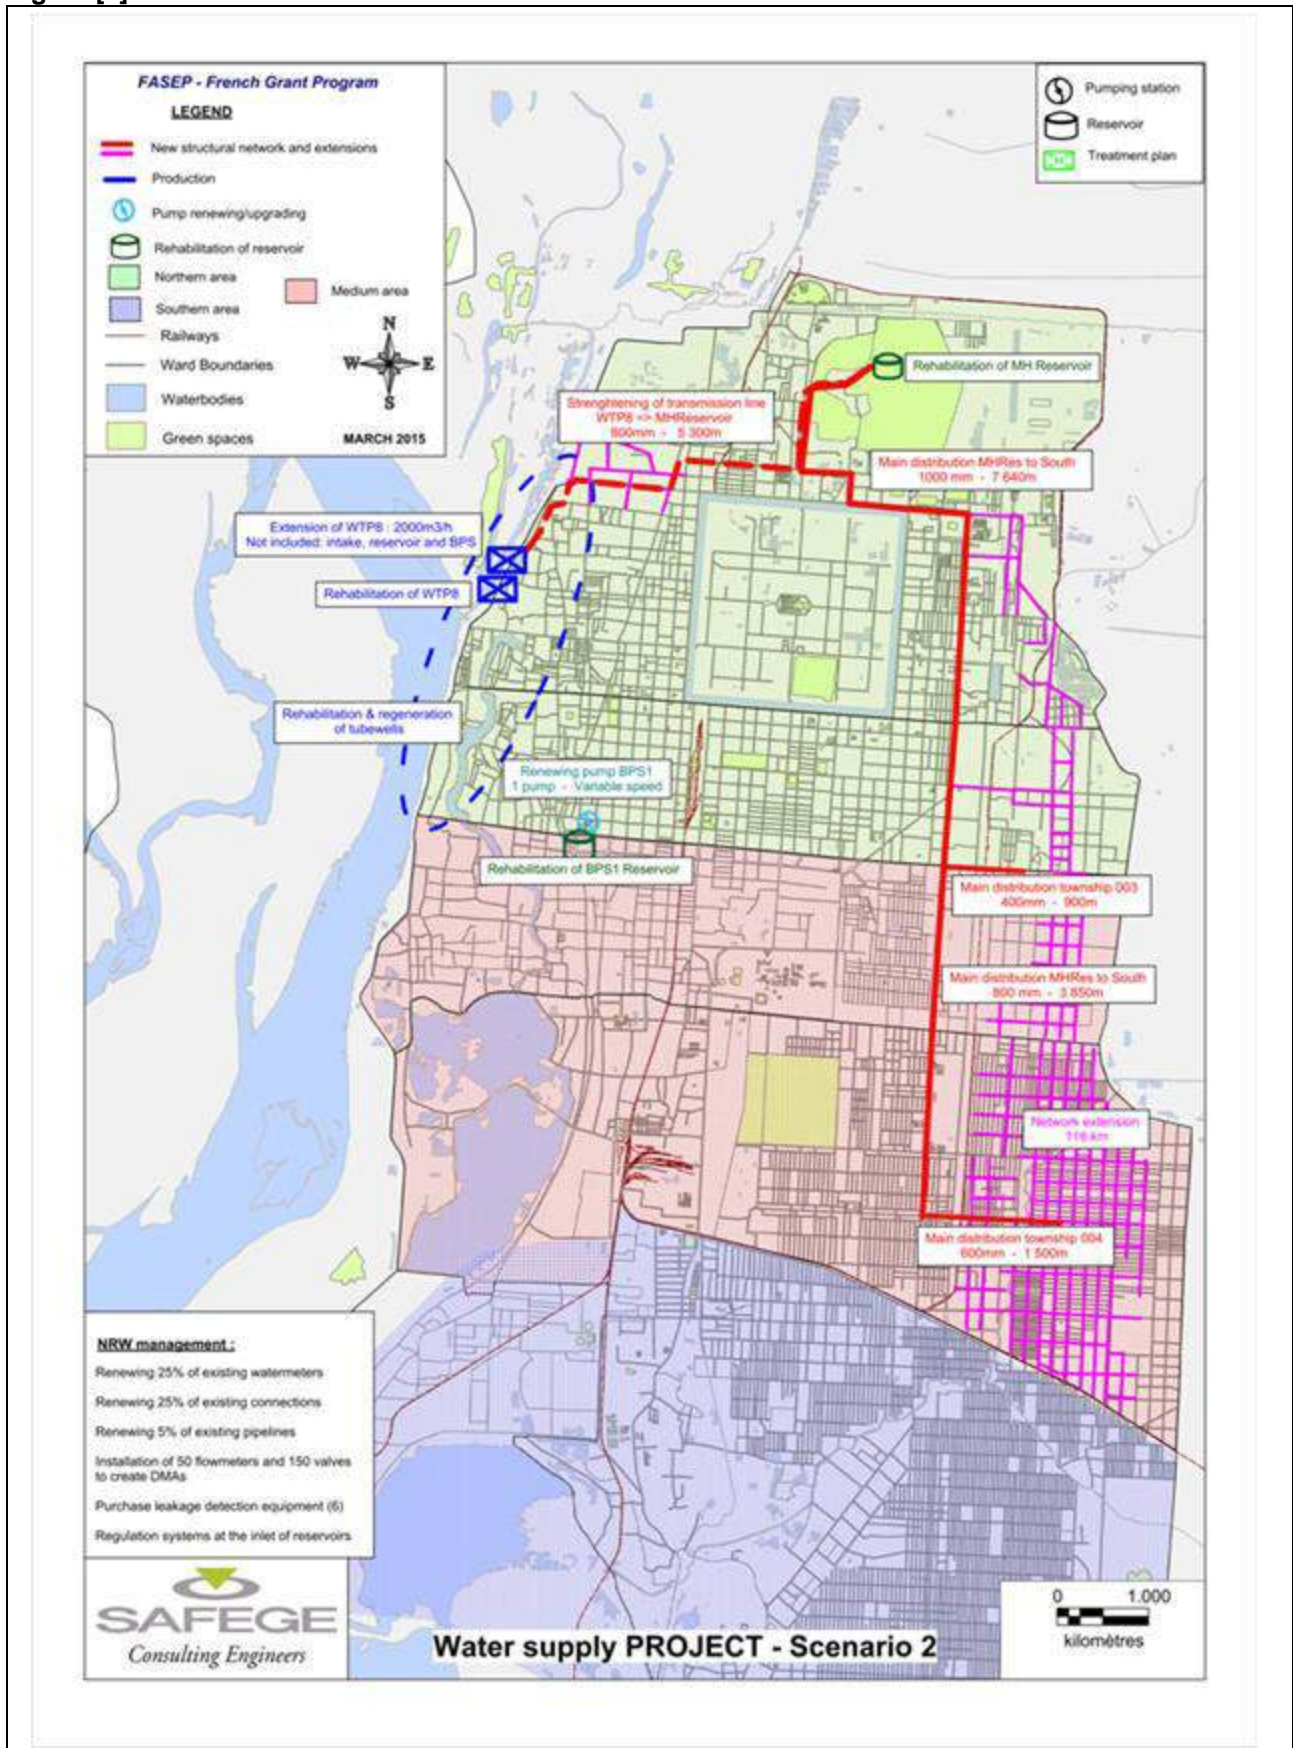 FASEP - French Grant Program
LEGEND
New structural network and extensions
Production
Pump renewing/upgrading
Rehabilitation of reservoir
Northern area
Medium area
Southern area
Railways
Ward Boundaries
Waterbodies
Green spaces
N
W E
S
MARCH 2015
Pumping station
Reservoir
Treatment plan
Rehabilitation of MH Reservoir
Strenghtening of transmission line
WTP8 => MHReservoir
600mm - 5 300m
Main distribution MHRes to South
1000 mm - 7 640m
Extension of WTP8 : 2000m3/h
Not included: intake, reservoir and BPS
Rehabilitation of WTP8
Rehabilitation & regeneration
of tubewells
Renewing pump BPS1
1 pump - Variable speed
Rehabilitation of BPS1 Reservoir
Main distribution township 003
400mm - 900m
Main distribution MHRes to South
800 mm - 3 850m
Network extension
116 km
Main distribution township 004
600mm - 1 500m
NRW management :
Renewing 25% of existing watermeters
Renewing 25% of existing connections
Renewing 5% of existing pipelines
Installation of 50 flowmeters and 150 valves
to create DMAs
Purchase leakage detection equipment (6)
Regulation systems at the inlet of reservoirs
SAFEGE
Consulting Engineers
Water supply PROJECT - Scenario 2
0 1.000
kilomètres